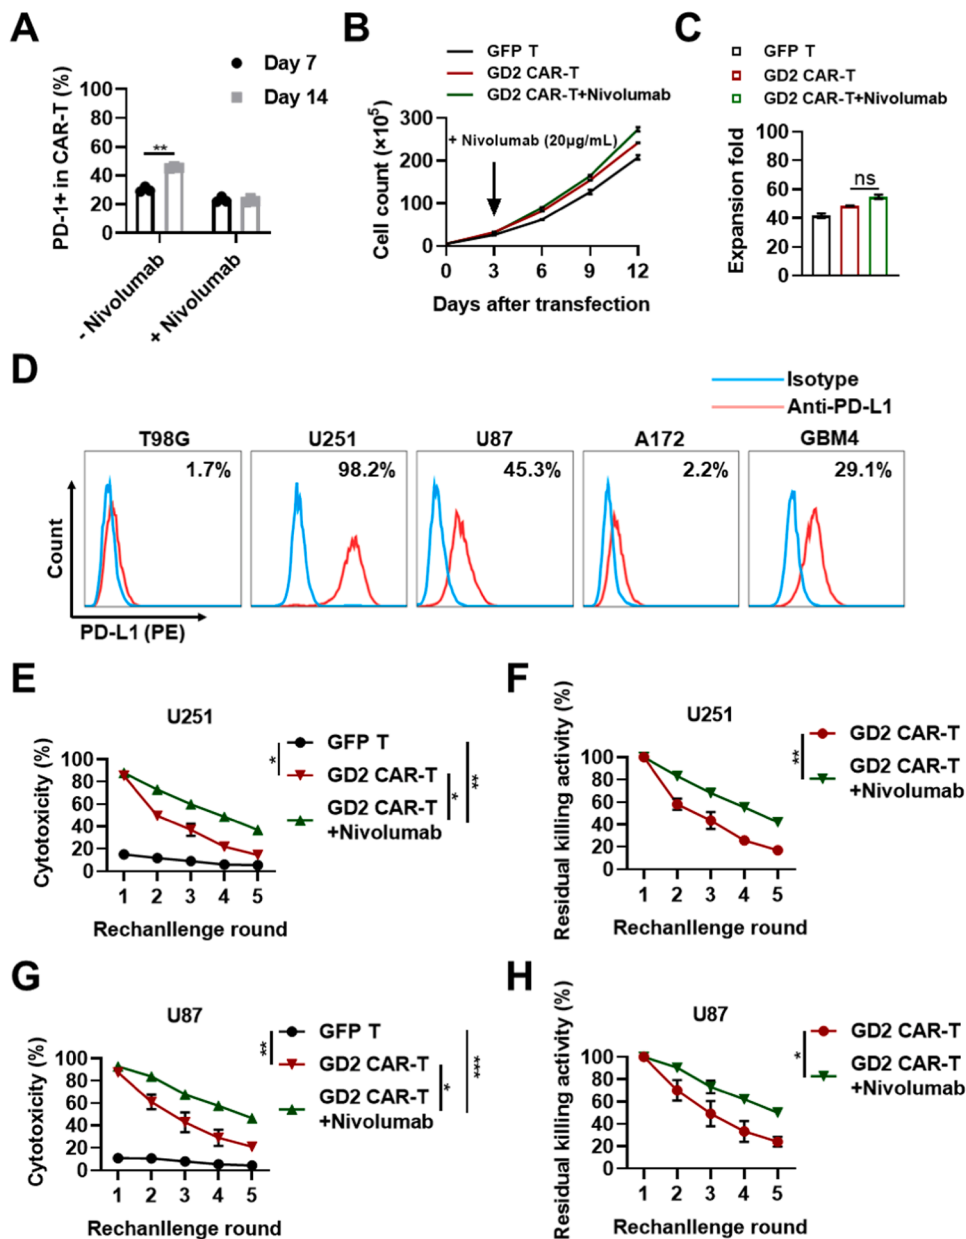 A
Day 7
Day 14
PD-1+ in CAR-T (%)
100
80
60
40
20
0
**
- Nivolumab
+ Nivolumab
B
GFP T
GD2 CAR-T
GD2 CAR-T+Nivolumab
Cell count (×10⁵)
300
200
100
0
+ Nivolumab (20μg/mL)
0 3 6 9 12
Days after transfection
C
GFP T
GD2 CAR-T
GD2 CAR-T+Nivolumab
Expansion fold
100
80
60
40
20
0
ns
D
Isotype
Anti-PD-L1
T98G U251 U87 A172 GBM4
1.7% 98.2% 45.3% 2.2% 29.1%
Count
PD-L1 (PE)
E
U251
Cytotoxicity (%)
100
80
60
40
20
0
1 2 3 4 5
Rechanllenge round
*
GFP T
GD2 CAR-T
GD2 CAR-T
+Nivolumab
*
**
F
U251
Residual killing activity (%)
100
80
60
40
20
0
1 2 3 4 5
Rechanllenge round
**
GD2 CAR-T
GD2 CAR-T
+Nivolumab
G
U87
Cytotoxicity (%)
100
80
60
40
20
0
1 2 3 4 5
Rechanllenge round
**
GFP T
GD2 CAR-T
GD2 CAR-T
+Nivolumab
*
***
H
U87
Residual killing activity (%)
100
80
60
40
20
0
1 2 3 4 5
Rechanllenge round
*
GD2 CAR-T
GD2 CAR-T
+Nivolumab